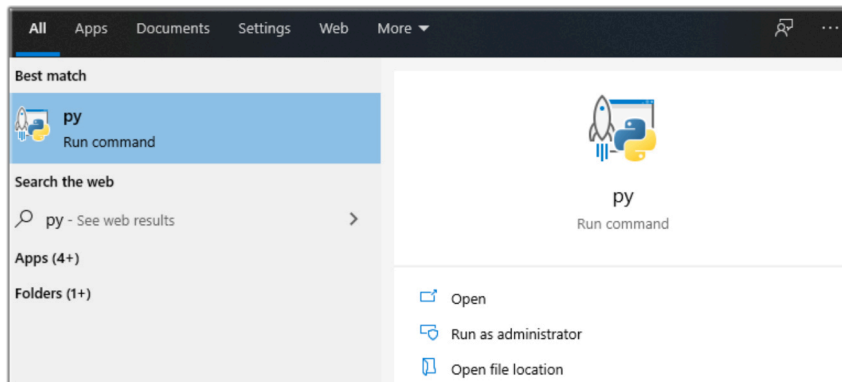 All Apps Documents Settings Web More
Best match
py
Run command
Search the web
py - See web results
Apps (4+)
Folders (1+)
py
Run command
Open
Run as administrator
Open file location